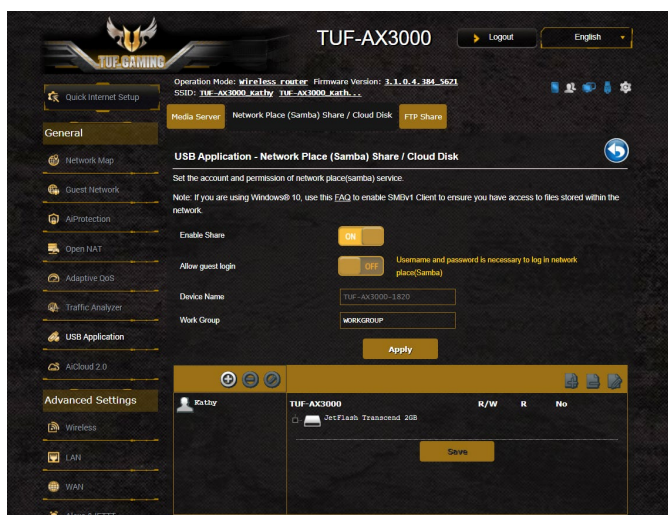 TUF-AX3000
Logout
English
TUF GAMING
Operation Mode: Wireless router Firmware Version: 3.1.0.4.384_5621
SSID: TUF-AX3000_Kathy TUF-AX3000_Kath...
Quick Internet Setup
Media Server
Network Place (Samba) Share / Cloud Disk
FTP Share
General
Network Map
USB Application - Network Place (Samba) Share / Cloud Disk
Set the account and permission of network place(samba) service.
Guest Network
Note: If you are using Windows® 10, use this FAQ to enable SMBv1 Client to ensure you have access to files stored within the
network.
AiProtection
Enable Share
ON
Open NAT
Allow guest login
OFF
Username and password is necessary to log in network
place(Samba)
Adaptive QoS
Device Name
TUF-AX3000-1820
Traffic Analyzer
Work Group
WORKGROUP
USB Application
Apply
AiCloud 2.0
Advanced Settings
Kathy
TUF-AX3000
R/W
R
No
JetFlash Transcend 2GB
Wireless
Save
LAN
WAN